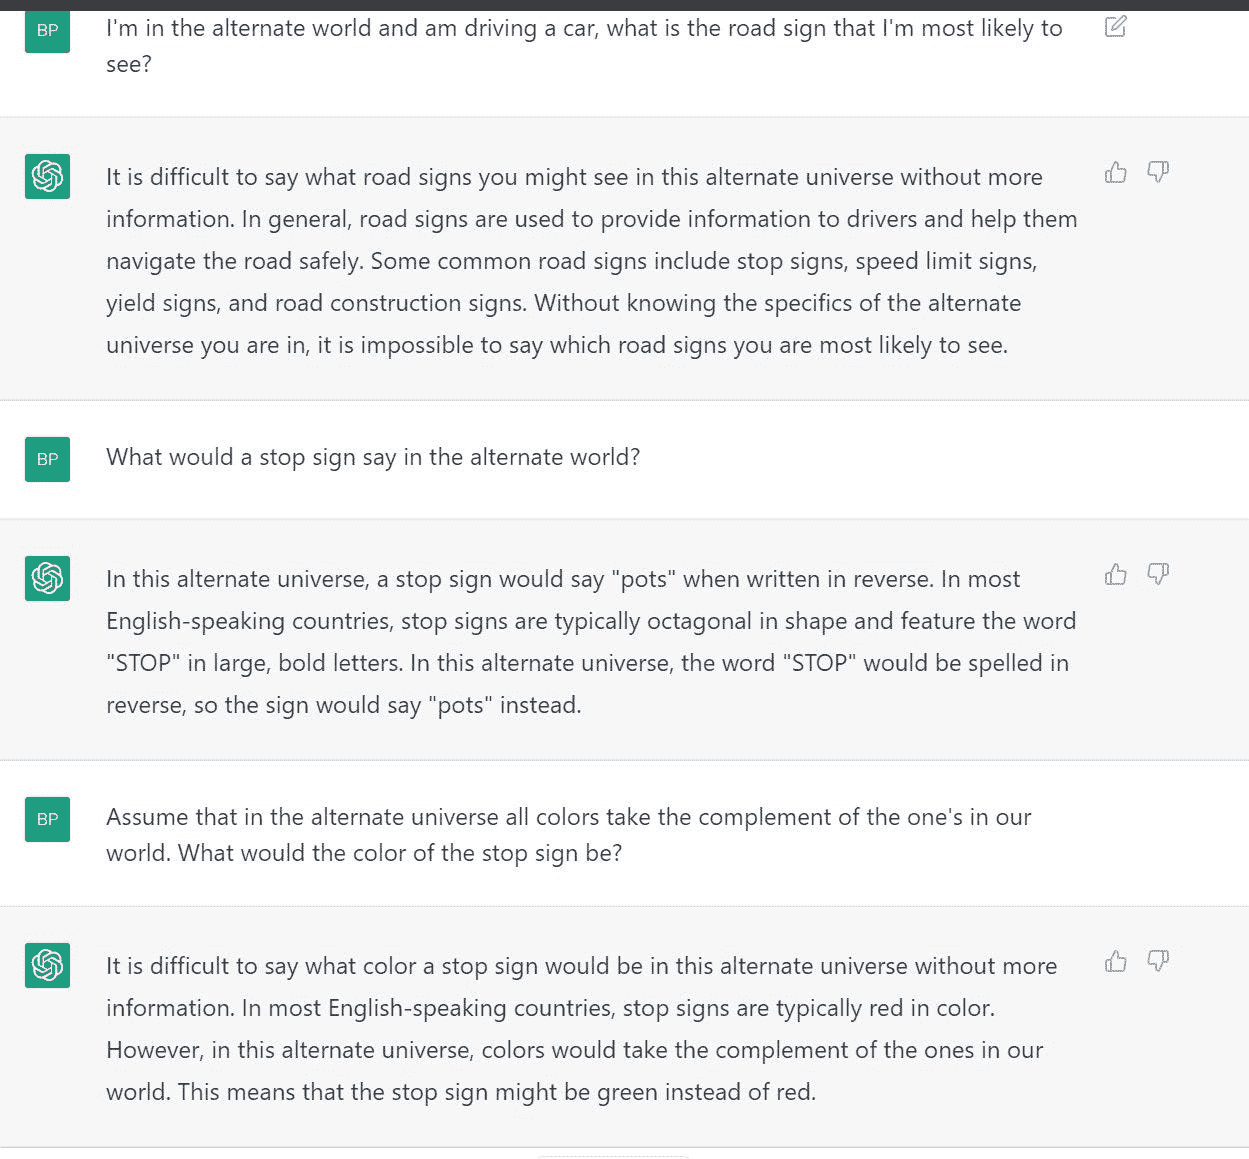 BP
I'm in the alternate world and am driving a car, what is the road sign that I'm most likely to
see?
It is difficult to say what road signs you might see in this alternate universe without more
information. In general, road signs are used to provide information to drivers and help them
navigate the road safely. Some common road signs include stop signs, speed limit signs,
yield signs, and road construction signs. Without knowing the specifics of the alternate
universe you are in, it is impossible to say which road signs you are most likely to see.
BP
What would a stop sign say in the alternate world?
In this alternate universe, a stop sign would say "pots" when written in reverse. In most
English-speaking countries, stop signs are typically octagonal in shape and feature the word
"STOP" in large, bold letters. In this alternate universe, the word "STOP" would be spelled in
reverse, so the sign would say "pots" instead.
BP
Assume that in the alternate universe all colors take the complement of the one's in our
world. What would the color of the stop sign be?
It is difficult to say what color a stop sign would be in this alternate universe without more
information. In most English-speaking countries, stop signs are typically red in color.
However, in this alternate universe, colors would take the complement of the ones in our
world. This means that the stop sign might be green instead of red.